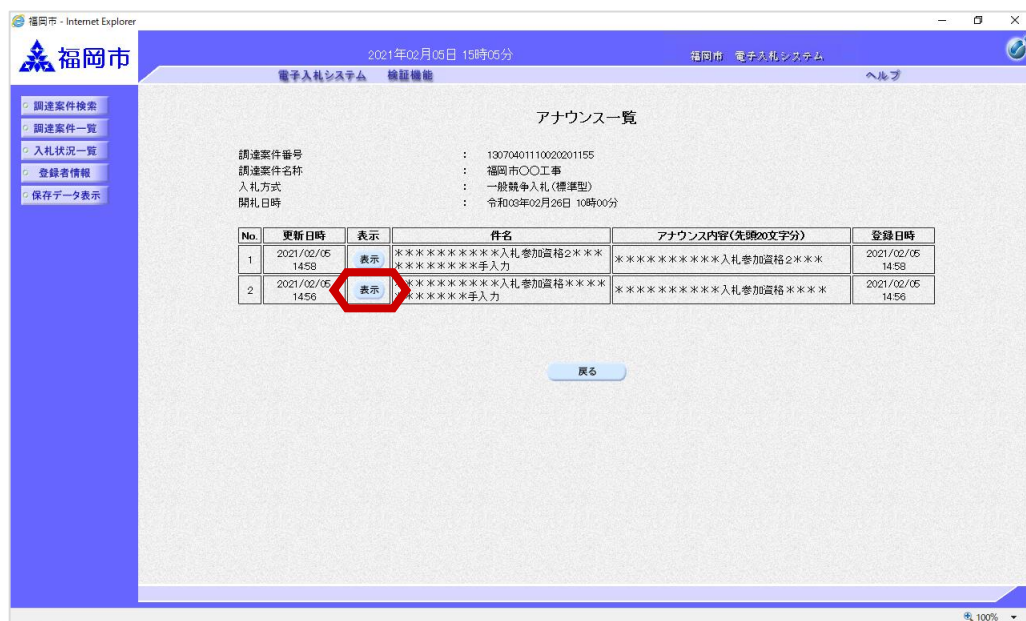 福岡市 - Internet Explorer
福岡市
2021年02月05日 15時05分
福岡市 電子入札システム
電子入札システム 検証機能 ヘルプ
調達案件検索
調達案件一覧
入札状況一覧
登録者情報
保存データ表示
アナウンス一覧
調達案件番号 : 13070401110020201155
調達案件名称 : 福岡市〇〇工事
入札方式 : 一般競争入札(標準型)
開札日時 : 令和03年02月26日 10時00分
No. 更新日時 表示 件名 アナウンス内容(先頭20文字分) 登録日時
1 2021/02/05 14:58 表示 **********入札参加資格2*** ********手入力 **********入札参加資格2*** 2021/02/05 14:58
2 2021/02/05 14:56 表示 **********入札参加資格**** *******手入力 **********入札参加資格**** 2021/02/05 14:56
戻る
100%